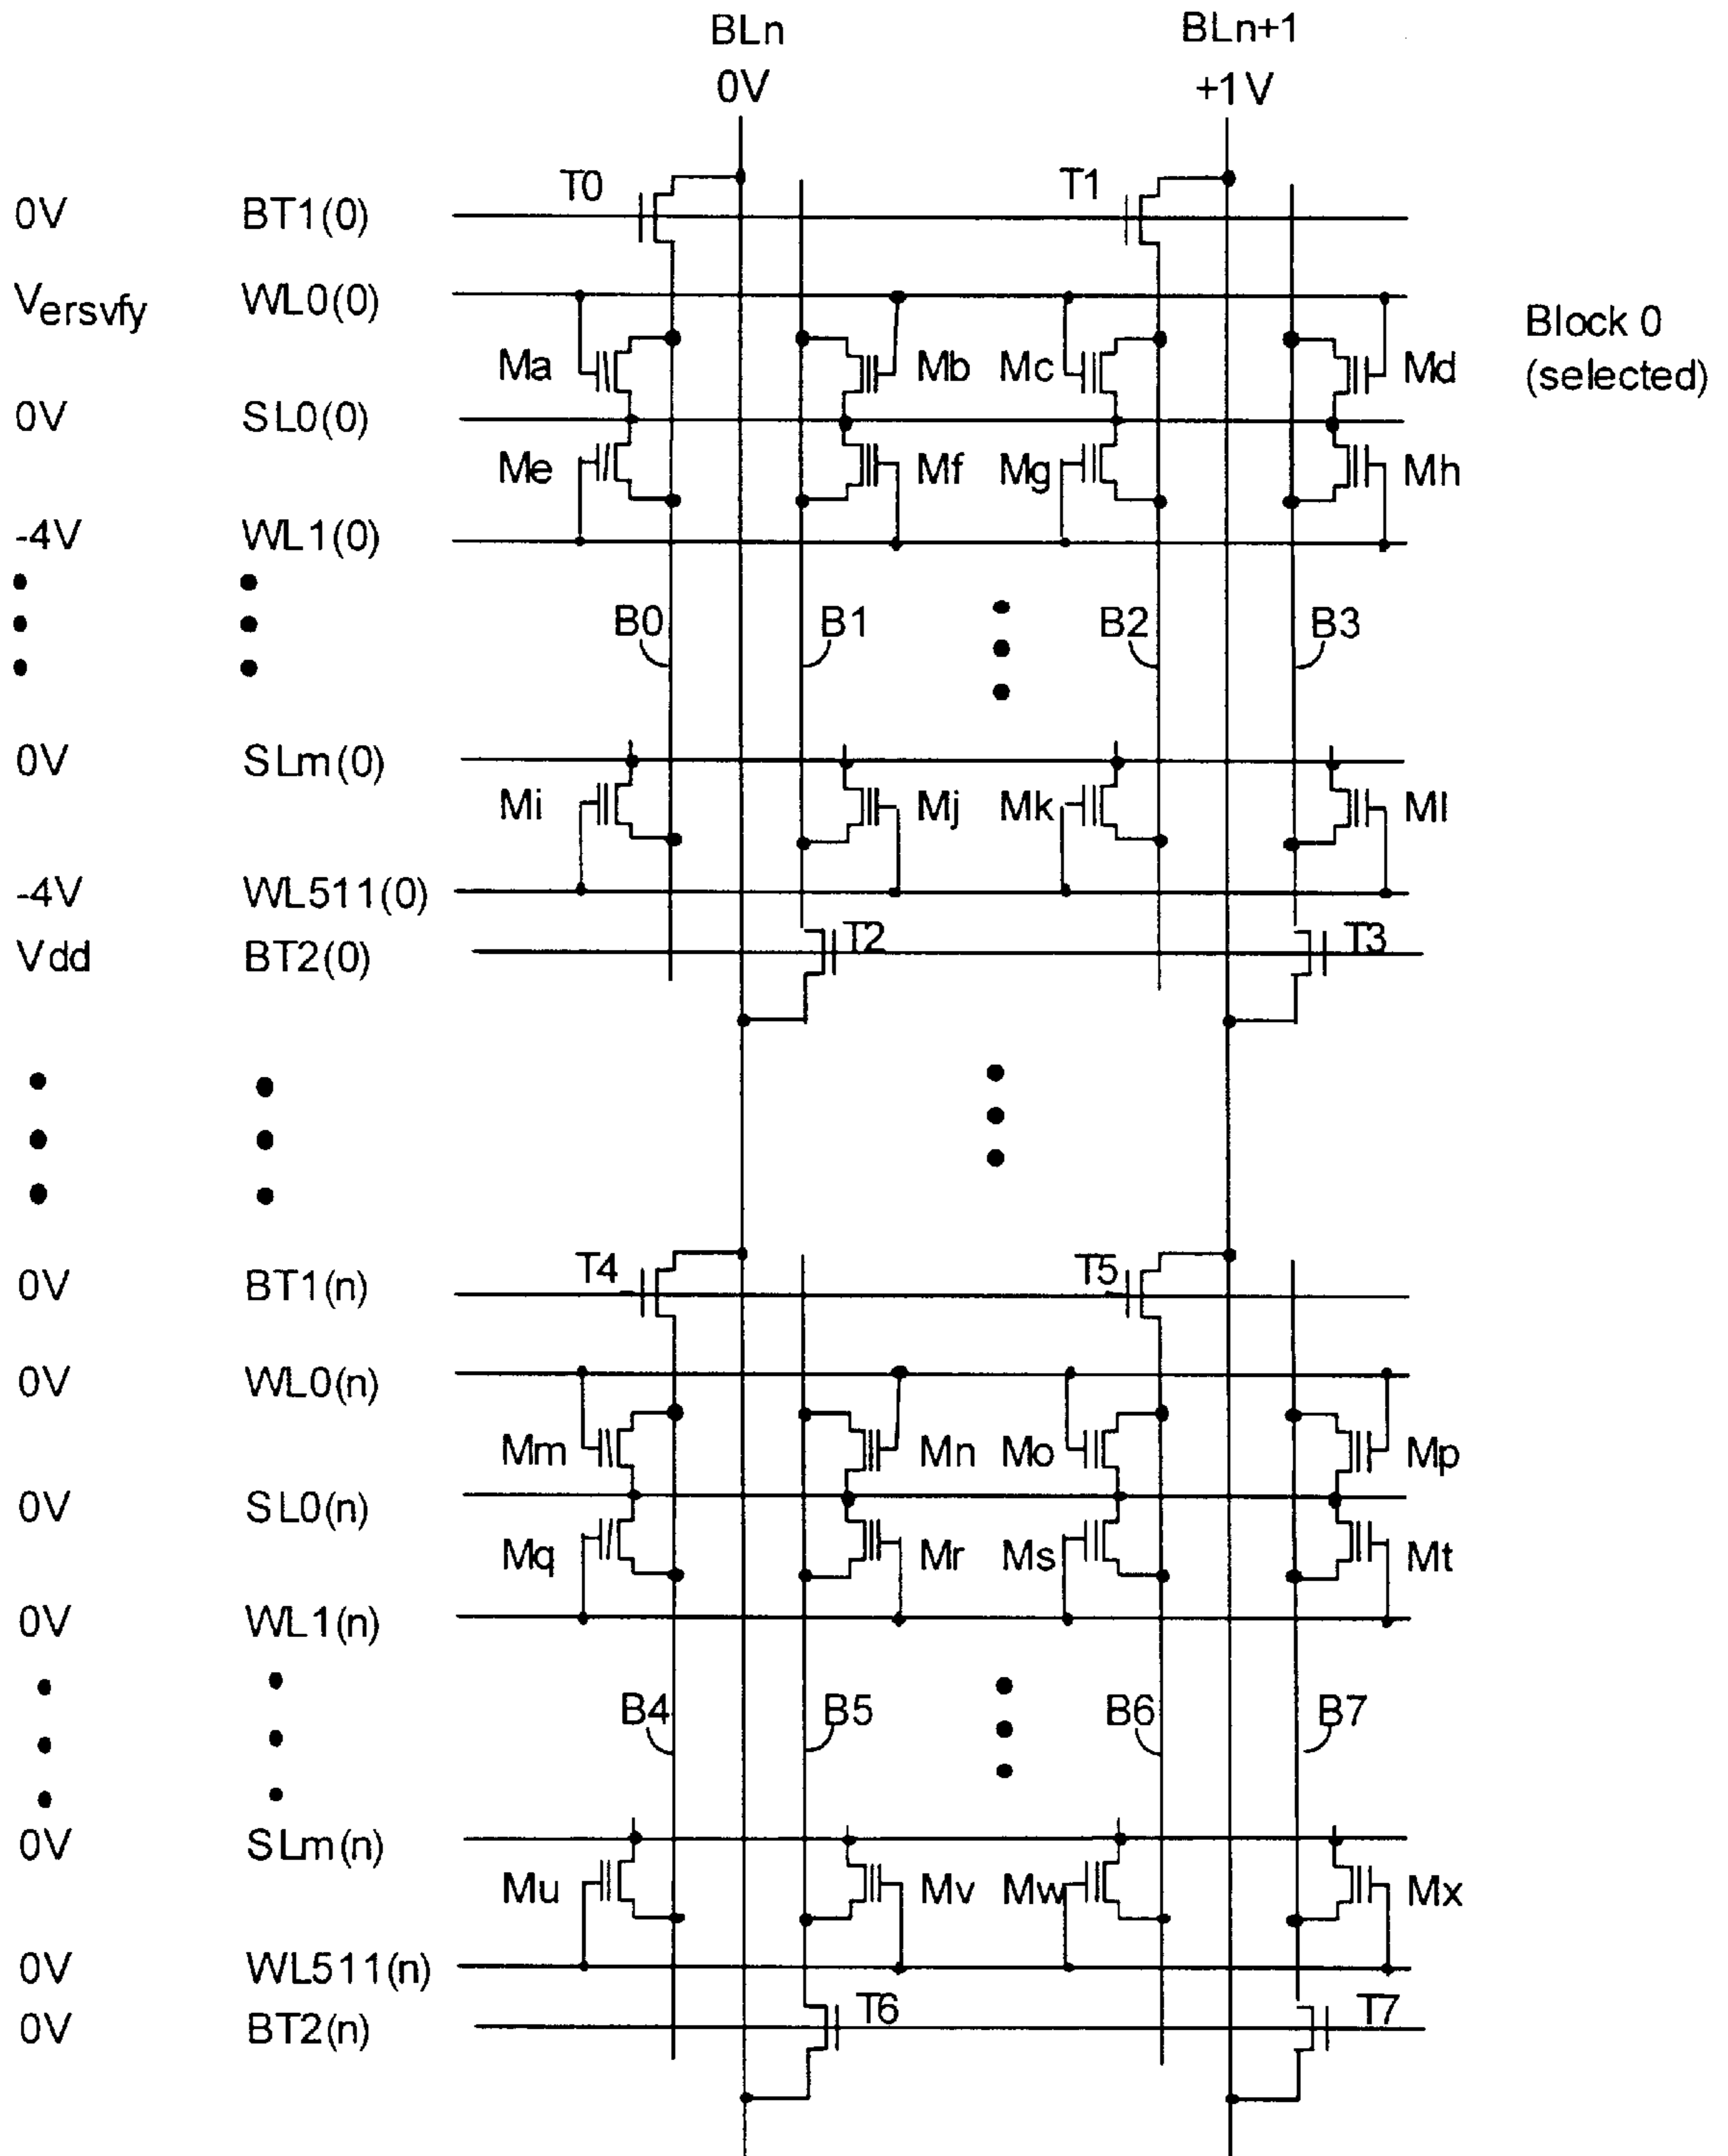 BLn BLn+1
0V +1V
0V BT1(0) T0 T1
Versvfy WL0(0)
Block 0
(selected)
Ma Mb Mc Md
0V SL0(0)
Me Mf Mg Mh
-4V WL1(0)
B0 B1 B2 B3
0V SLm(0)
Mi Mj Mk Ml
-4V WL511(0)
Vdd BT2(0) T2 T3
0V BT1(n) T4 T5
0V WL0(n)
Mm Mn Mo Mp
0V SL0(n)
Mq Mr Ms Mt
0V WL1(n)
B4 B5 B6 B7
0V SLm(n)
Mu Mv Mw Mx
0V WL511(n)
0V BT2(n) T6 T7